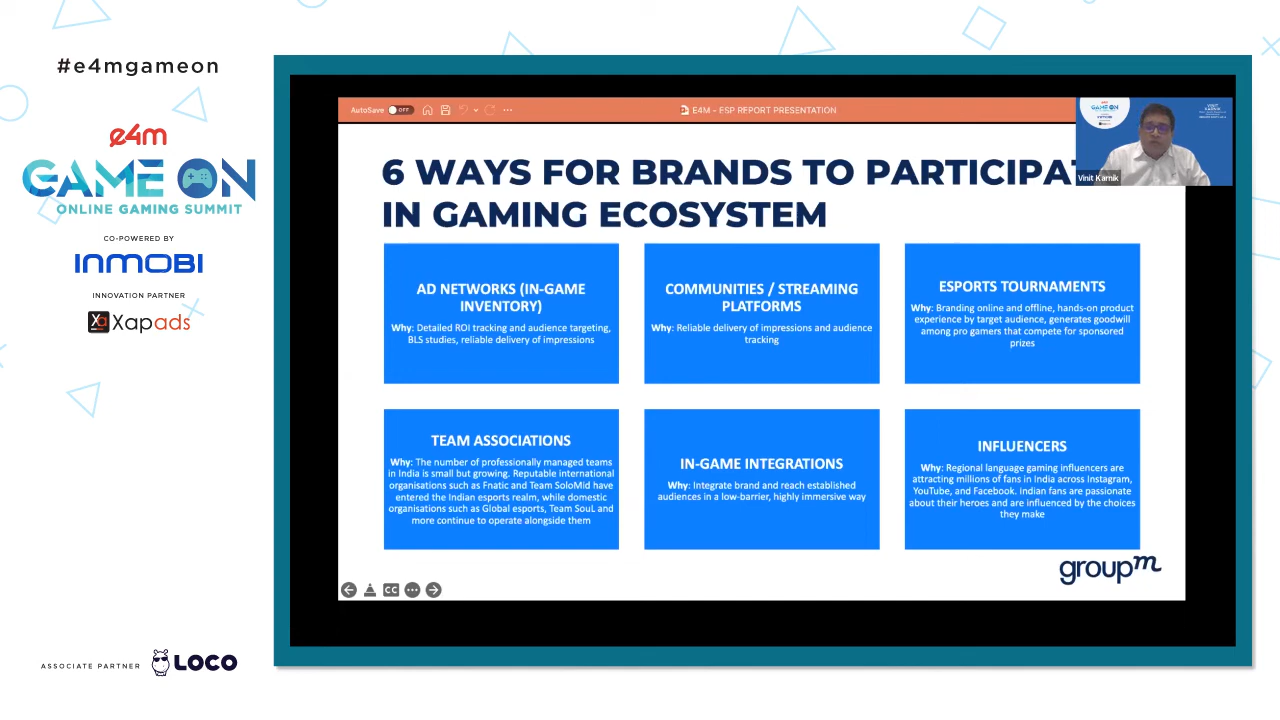 #e4mgameon
e4m
GAME ON
ONLINE GAMING SUMMIT
CO-POWERED BY
INMOBI
INNOVATION PARTNER
Xa Xapads
ASSOCIATE PARTNER
LOCO
AutoSave OFF
E4M - ESP REPORT PRESENTATION
Vinit Karnik
6 WAYS FOR BRANDS TO PARTICIPA
IN GAMING ECOSYSTEM
AD NETWORKS (IN-GAME
INVENTORY)
Why: Detailed ROI tracking and audience targeting,
BLS studies, reliable delivery of impressions
COMMUNITIES / STREAMING
PLATFORMS
Why: Reliable delivery of impressions and audience
tracking
ESPORTS TOURNAMENTS
Why: Branding online and offline, hands-on product
experience by target audience, generates goodwill
among pro gamers that compete for sponsored
prizes
TEAM ASSOCIATIONS
Why: The number of professionally managed teams
in India is small but growing. Reputable international
organisations such as Fnatic and Team SoloMid have
entered the Indian esports realm, while domestic
organisations such as Global esports, Team SouL and
more continue to operate alongside them
IN-GAME INTEGRATIONS
Why: Integrate brand and reach established
audiences in a low-barrier, highly immersive way
INFLUENCERS
Why: Regional language gaming influencers are
attracting millions of fans in India across Instagram,
YouTube, and Facebook. Indian fans are passionate
about their heroes and are influenced by the choices
they make
groupm
CC